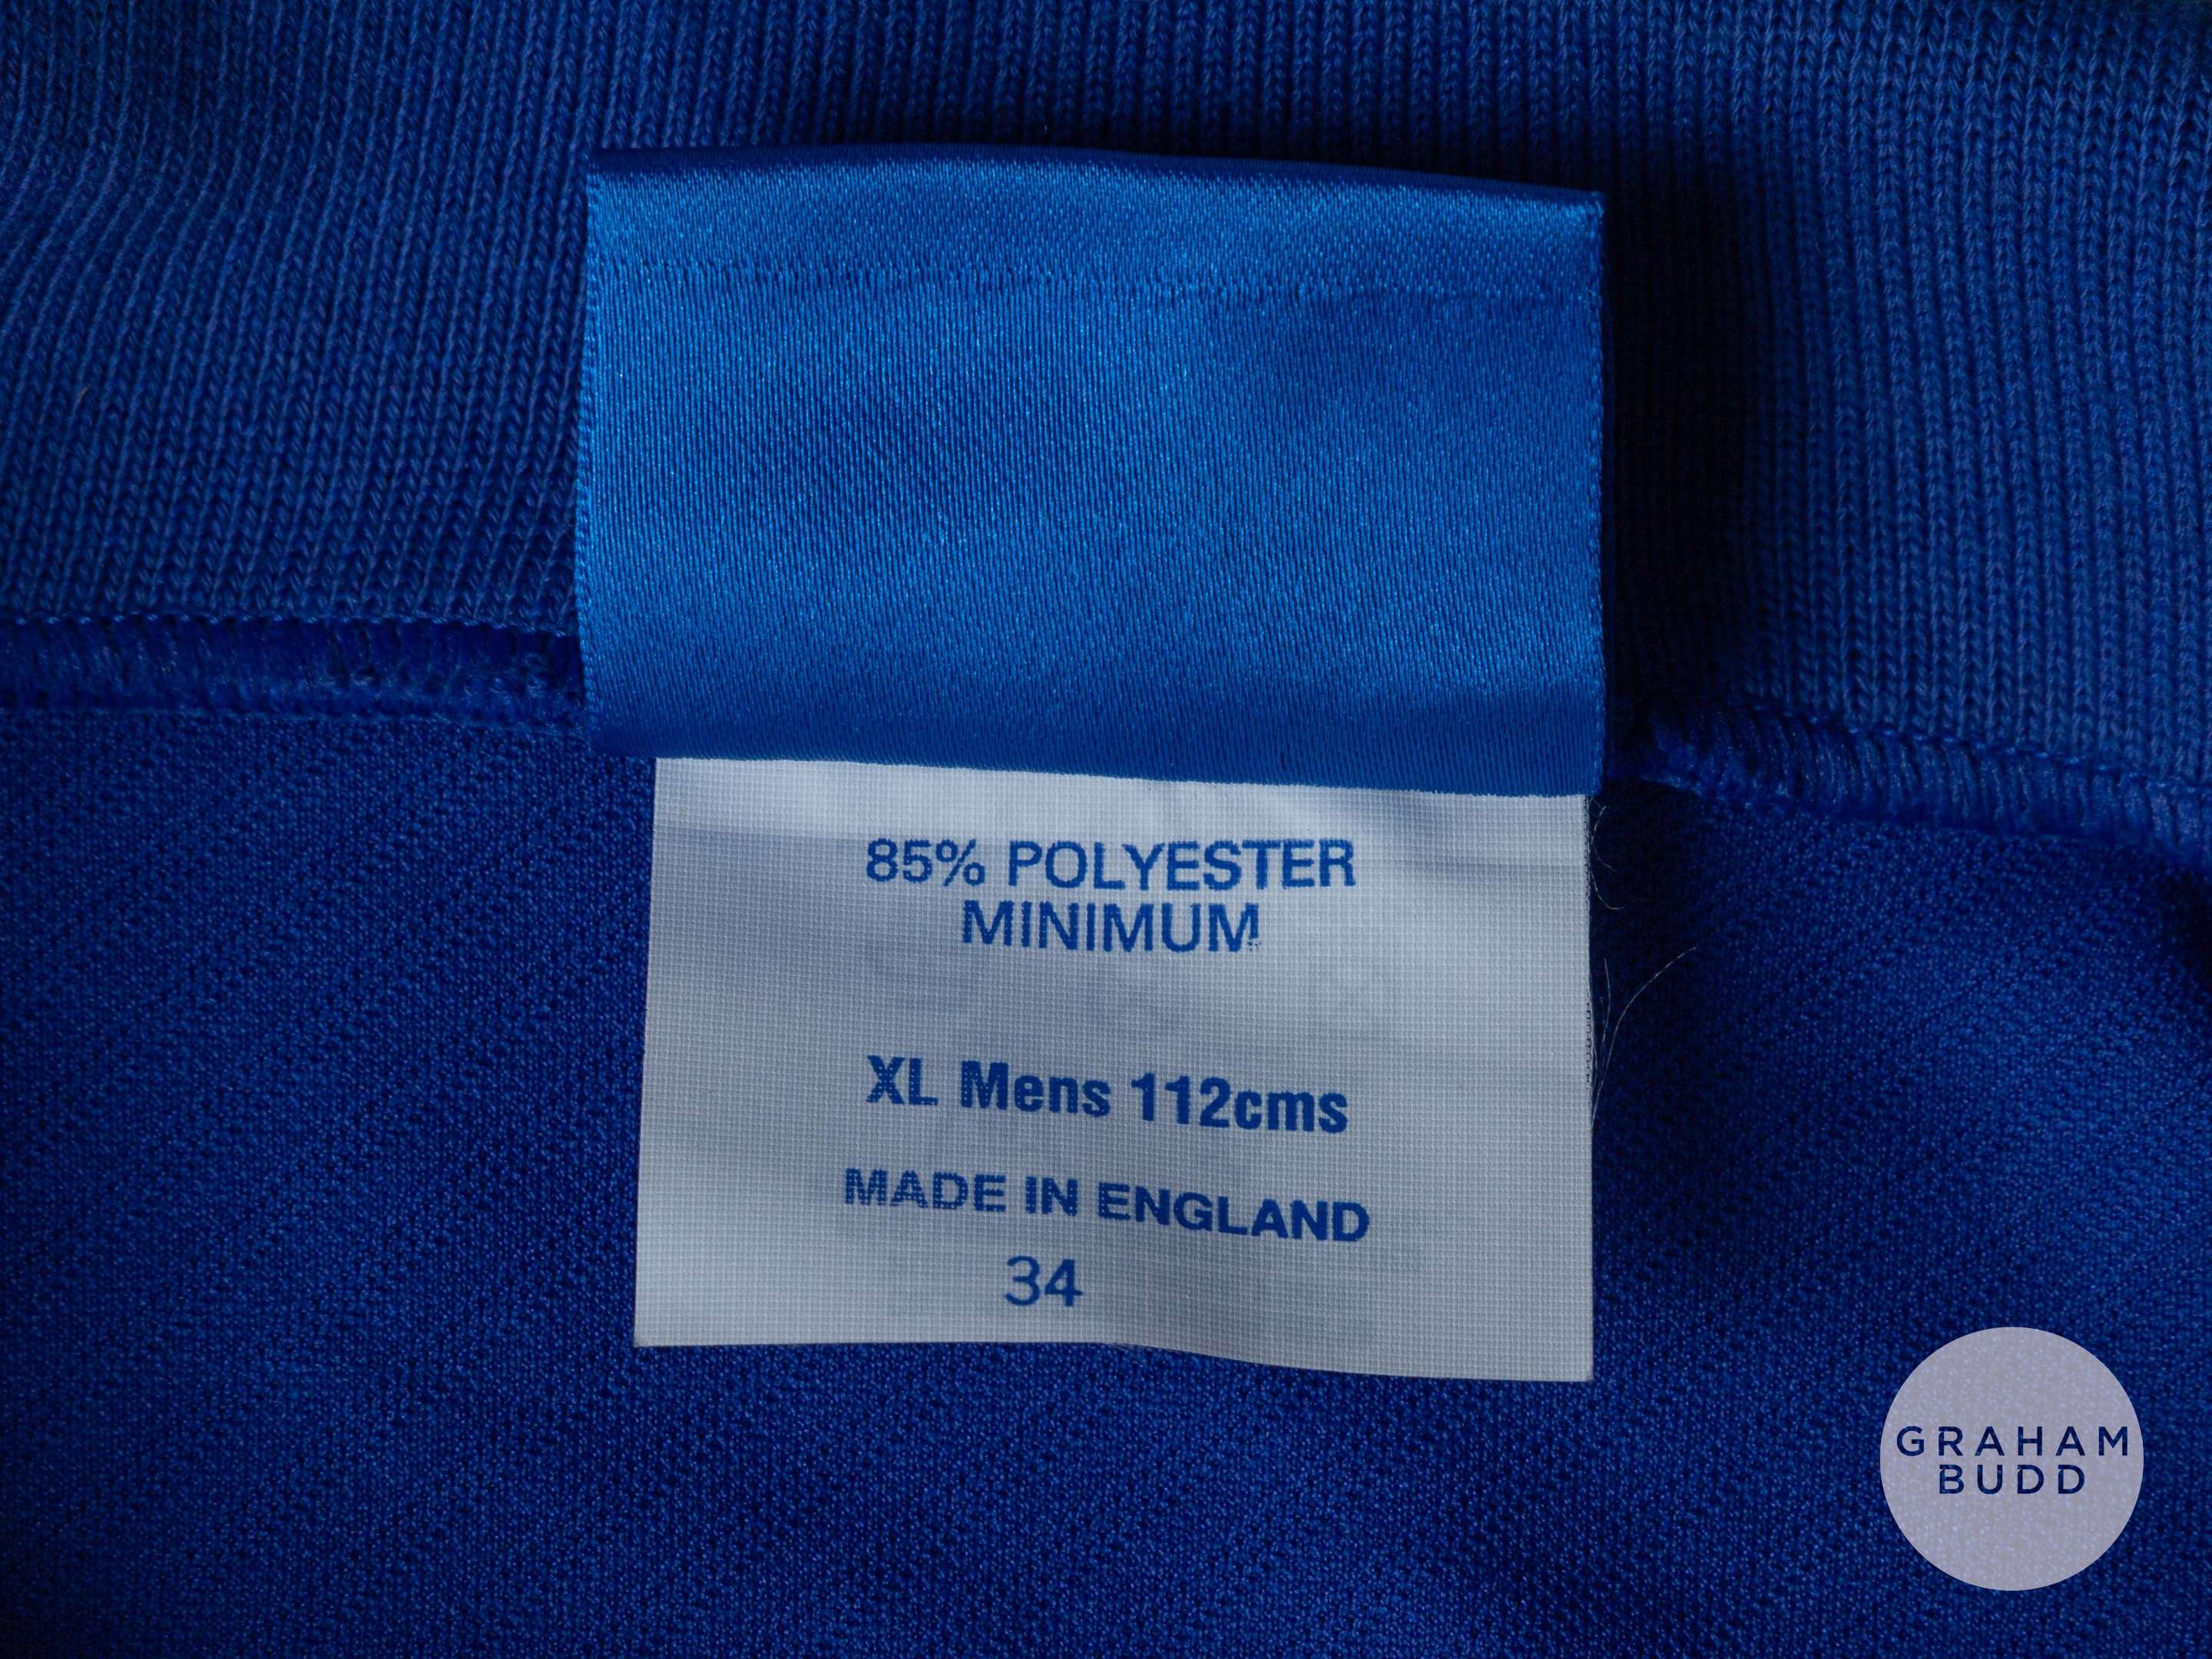 85% POLYESTER
MINIMUM
XL Mens 112cms
MADE IN ENGLAND
34
GRAHAM
BUDD